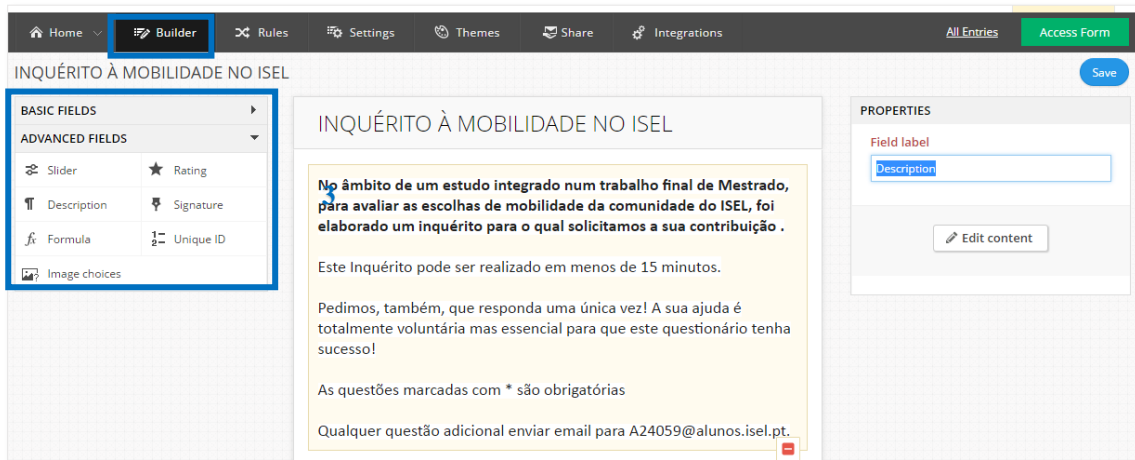 Home Builder Rules Settings Themes Share Integrations All Entries Access Form
INQUÉRITO À MOBILIDADE NO ISEL
Save
BASIC FIELDS
ADVANCED FIELDS
Slider Rating
Description Signature
Formula Unique ID
Image choices
INQUÉRITO À MOBILIDADE NO ISEL
No âmbito de um estudo integrado num trabalho final de Mestrado,
3
para avaliar as escolhas de mobilidade da comunidade do ISEL, foi
elaborado um inquérito para o qual solicitamos a sua contribuição .
Este Inquérito pode ser realizado em menos de 15 minutos.
Pedimos, também, que responda uma única vez! A sua ajuda é
totalmente voluntária mas essencial para que este questionário tenha
sucesso!
As questões marcadas com * são obrigatórias
Qualquer questão adicional enviar email para A24059@alunos.isel.pt.
PROPERTIES
Field label
Description
Edit content